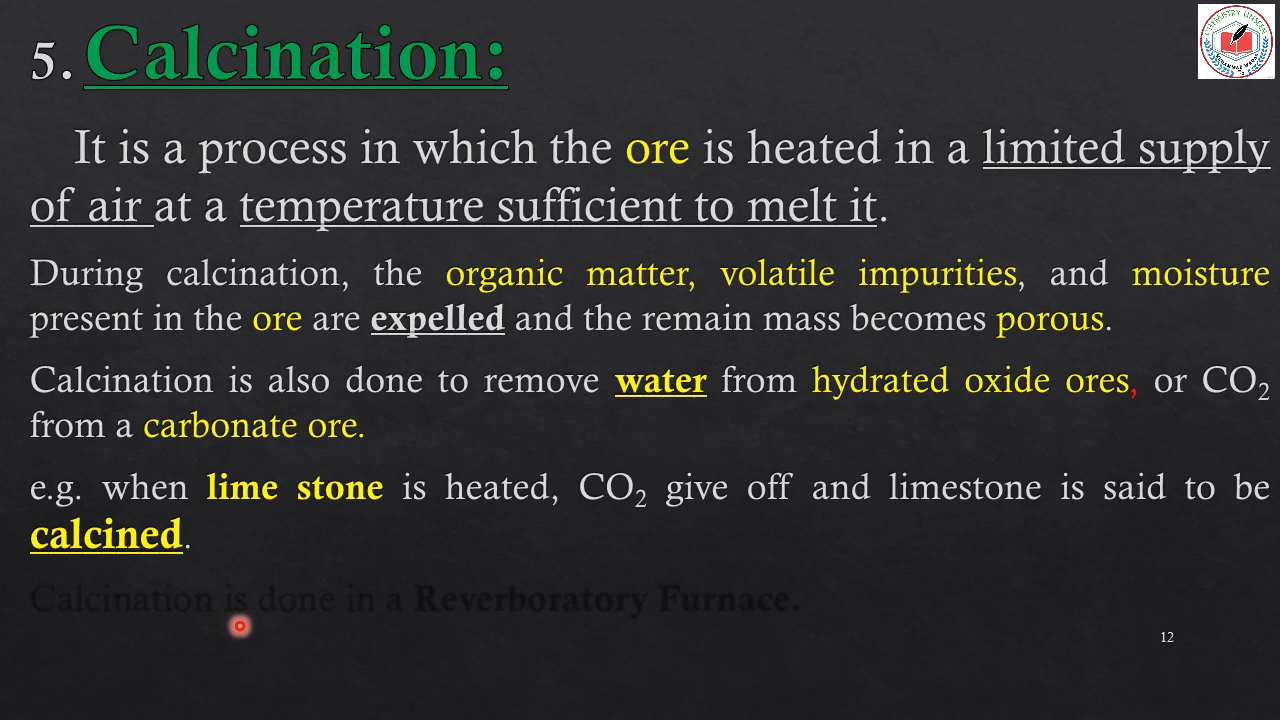 5. Calcination:
It is a process in which the ore is heated in a limited supply
of air at a temperature sufficient to melt it.
During calcination, the organic matter, volatile impurities, and moisture
present in the ore are expelled and the remain mass becomes porous.
Calcination is also done to remove water from hydrated oxide ores, or CO₂
from a carbonate ore.
e.g. when lime stone is heated, CO₂ give off and limestone is said to be
calcined.
Calcination is done in a Reverboratory Furnace.
12
CHEMISTRY UNSEEN